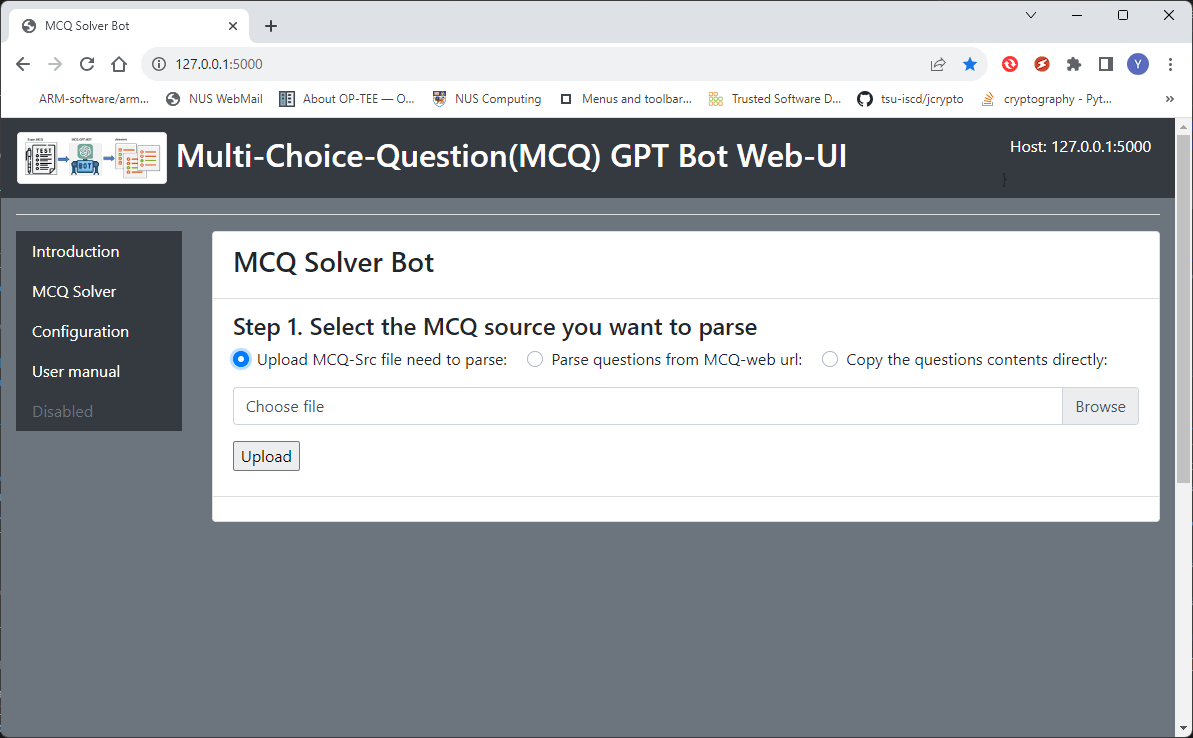 MCQ Solver Bot
127.0.0.1:5000
Y
ARM-software/arm... NUS WebMail About OP-TEE — O... NUS Computing Menus and toolbar... Trusted Software D... tsu-iscd/jcrypto cryptography - Pyt... »
TEST
BOT
Multi-Choice-Question(MCQ) GPT Bot Web-UI
Host: 127.0.0.1:5000
}
Introduction
MCQ Solver
Configuration
User manual
Disabled
MCQ Solver Bot
Step 1. Select the MCQ source you want to parse
Upload MCQ-Src file need to parse: Parse questions from MCQ-web url: Copy the questions contents directly:
Choose file Browse
Upload